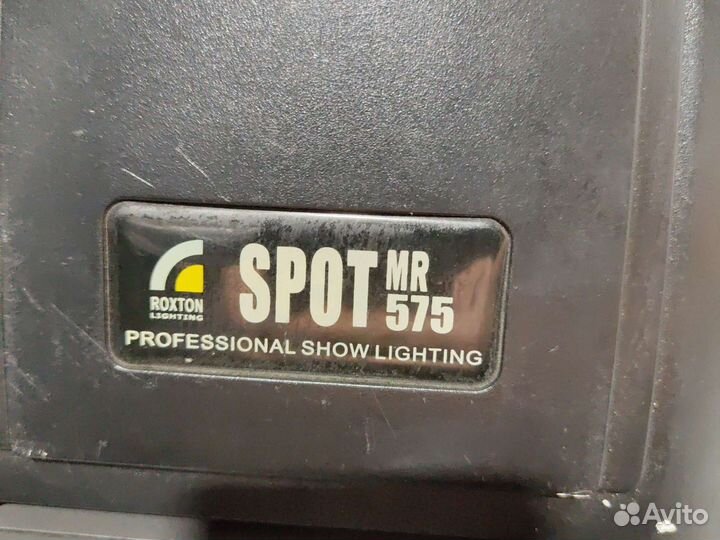 ROXTON
LIGHTING
SPOT MR
575
PROFESSIONAL SHOW LIGHTING
Avito